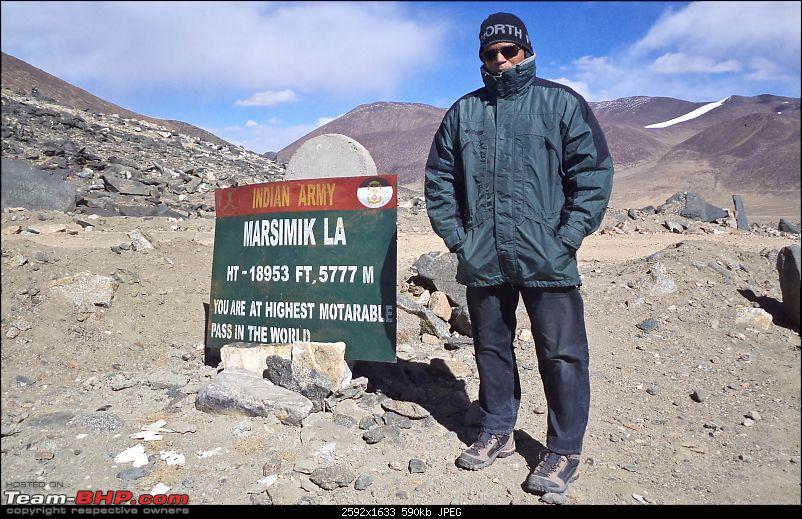 NORTH
INDIAN ARMY
MARSIMIK LA
HT - 18953 FT, 5777 M
YOU ARE AT HIGHEST MOTARABLE
PASS IN THE WORLD
HOSTED ON
Team-BHP.com
copyright respective owners
2592x1633 590kb JPEG